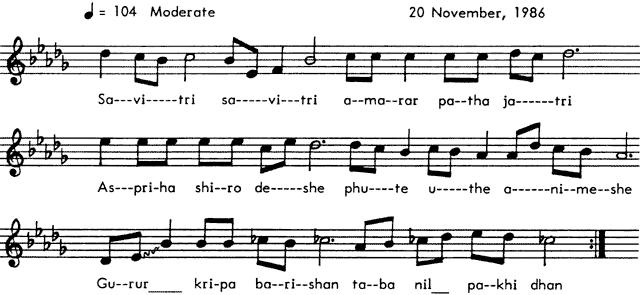 ♩ = 104 Moderate 20 November, 1986
Sa---vi-----tri sa-----vi---tri a--ma--rar pa--tha ja------tri
As---pri-ha shi--ro de-----she phu----te u-----the a-----ni--me--she
Gu--rur____ kri-pa ba--ri--shan ta--ba nil__ pa--khi dhan